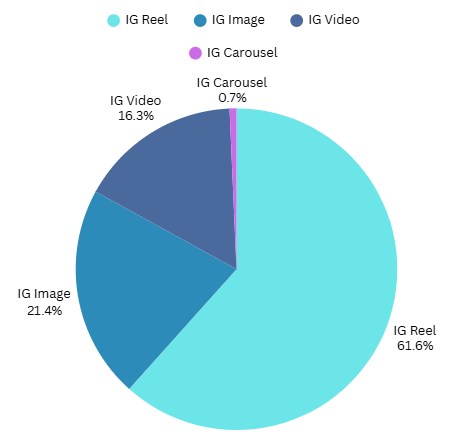 IG Reel
IG Image
IG Video
IG Carousel
IG Carousel
0.7%
IG Video
16.3%
IG Image
21.4%
IG Reel
61.6%